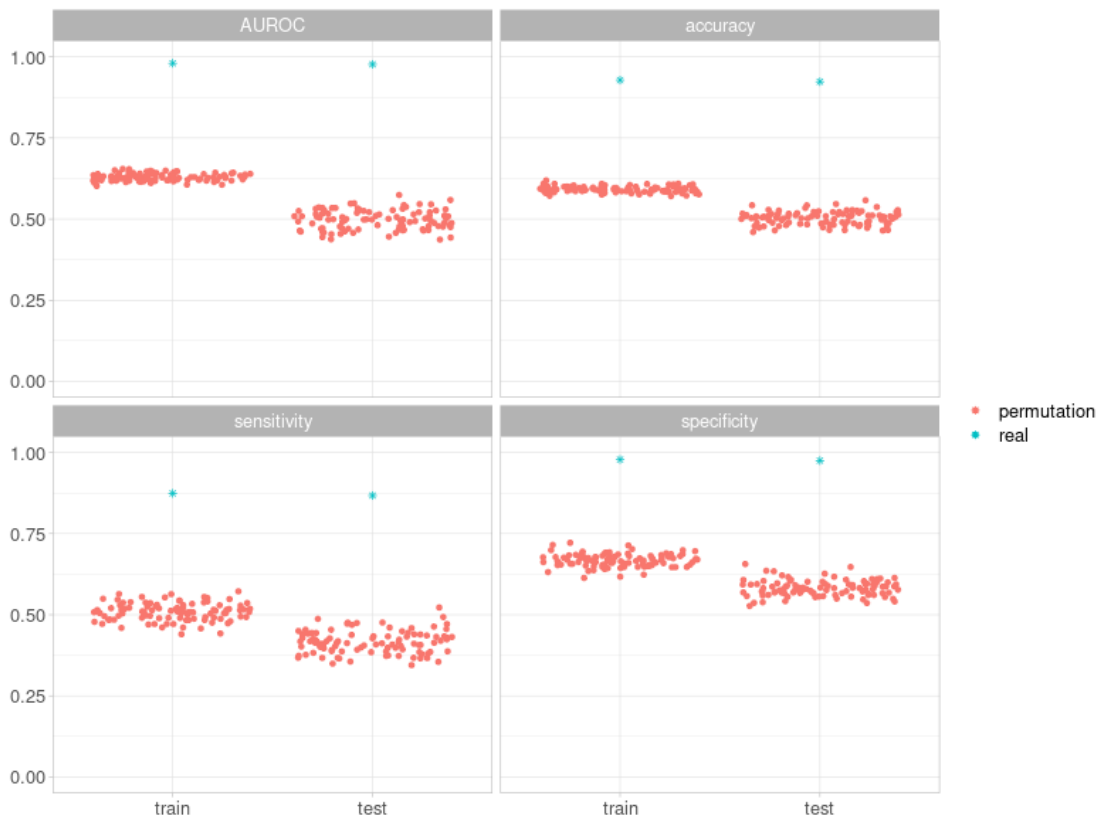 AUROC
accuracy
1.00
0.75
0.50
0.25
0.00
sensitivity
specificity
1.00
0.75
0.50
0.25
0.00
train
test
train
test
permutation
real